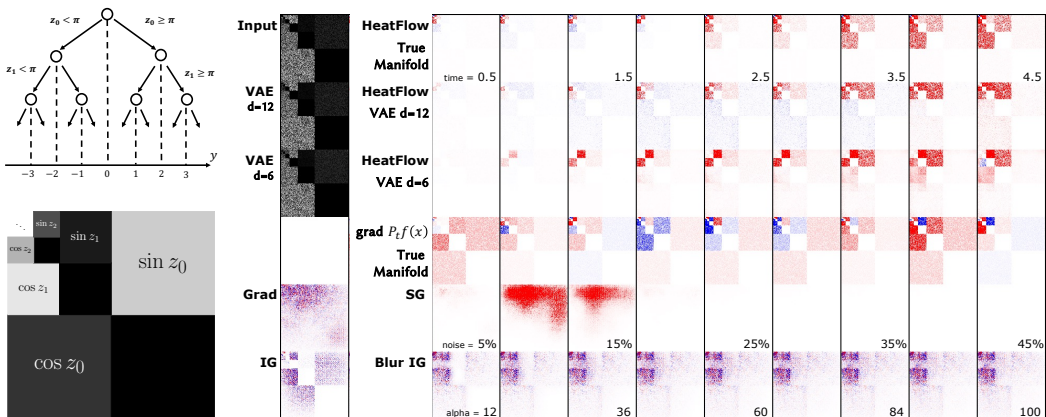 z₀ < π
z₀ ≥ π
z₁ < π
z₁ ≥ π
y
−3 −2 −1 0 1 2 3
sin z₂
sin z₁
cos z₂
sin z₀
cos z₁
cos z₀
Input
VAE
d=12
VAE
d=6
Grad
IG
HeatFlow
True
Manifold
HeatFlow
VAE d=12
HeatFlow
VAE d=6
grad Pₜf(x)
True
Manifold
SG
Blur IG
time = 0.5 1.5 2.5 3.5 4.5
noise = 5% 15% 25% 35% 45%
alpha = 12 36 60 84 100